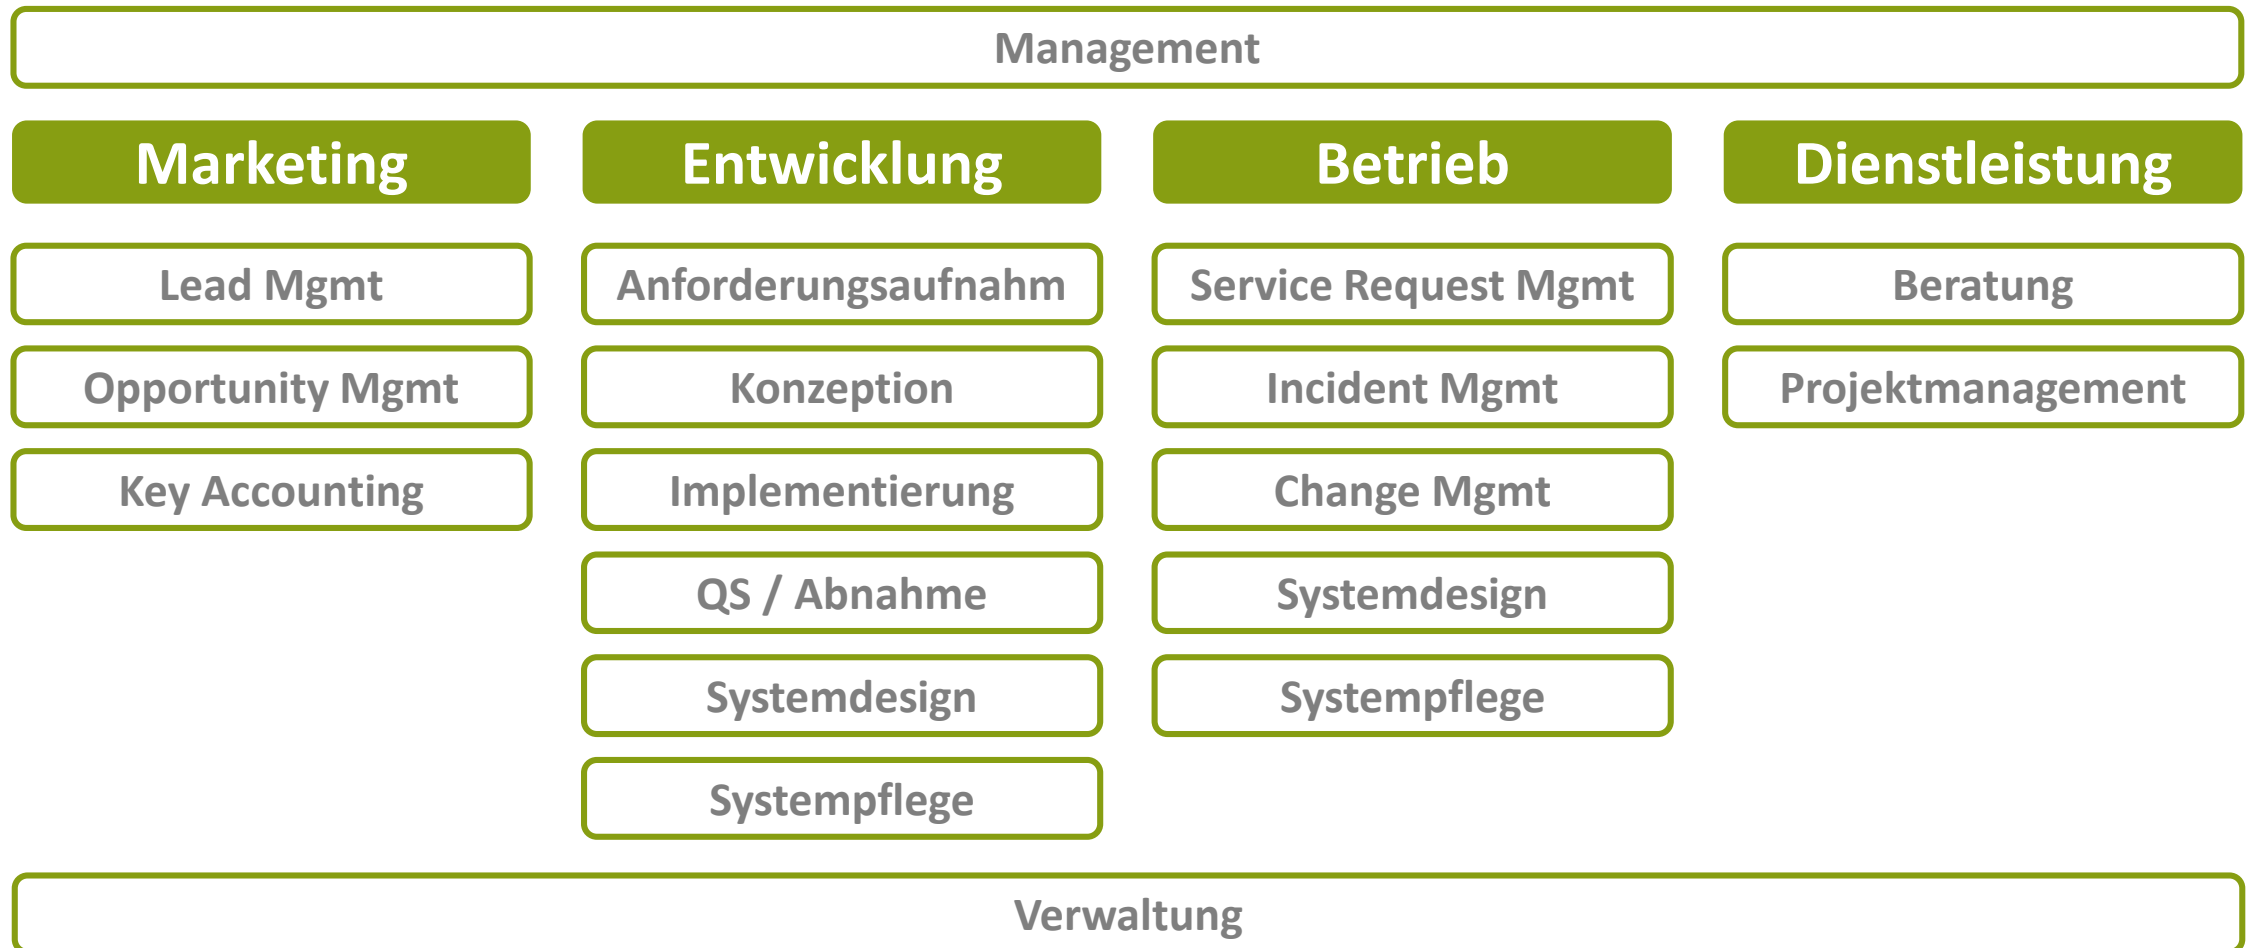 Management
Marketing
Entwicklung
Betrieb
Dienstleistung
Lead Mgmt
Anforderungsaufnahm
Service Request Mgmt
Beratung
Opportunity Mgmt
Konzeption
Incident Mgmt
Projektmanagement
Key Accounting
Implementierung
Change Mgmt
QS / Abnahme
Systemdesign
Systemdesign
Systempflege
Systempflege
Verwaltung